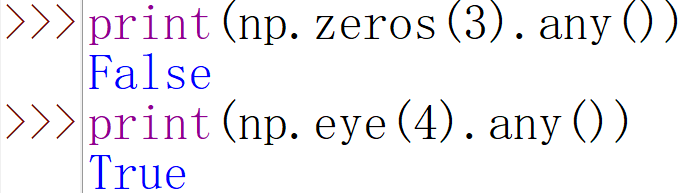 >>> print(np.zeros(3).any())
False
>>> print(np.eye(4).any())
True